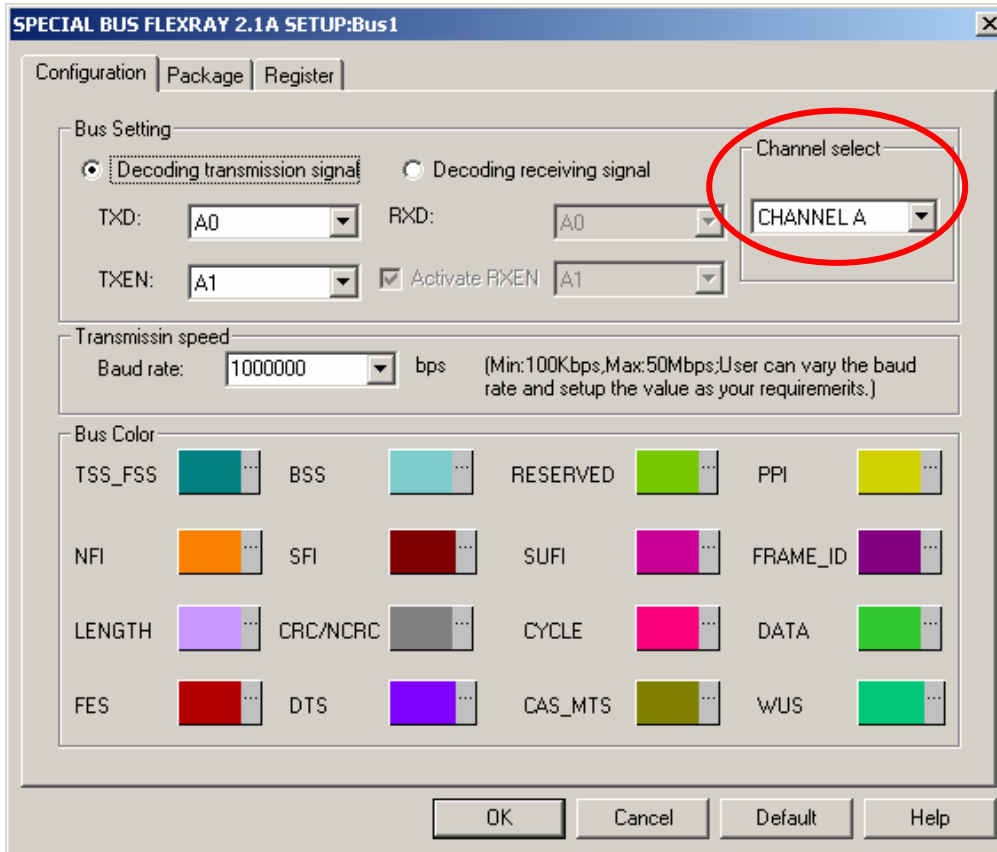 SPECIAL BUS FLEXRAY 2.1A SETUP:Bus1
Configuration Package Register
Bus Setting
Channel select
Decoding transmission signal Decoding receiving signal
TXD: A0 RXD: A0 CHANNEL A
TXEN: A1 Activate RXEN A1
Transmissin speed
Baud rate: 1000000 bps (Min:100Kbps,Max:50Mbps;User can vary the baud
rate and setup the value as your requiremerits.)
Bus Color
TSS_FSS ... BSS ... RESERVED ... PPI ...
NFI ... SFI ... SUFI ... FRAME_ID ...
LENGTH ... CRC/NCRC ... CYCLE ... DATA ...
FES ... DTS ... CAS_MTS ... WUS ...
OK Cancel Default Help